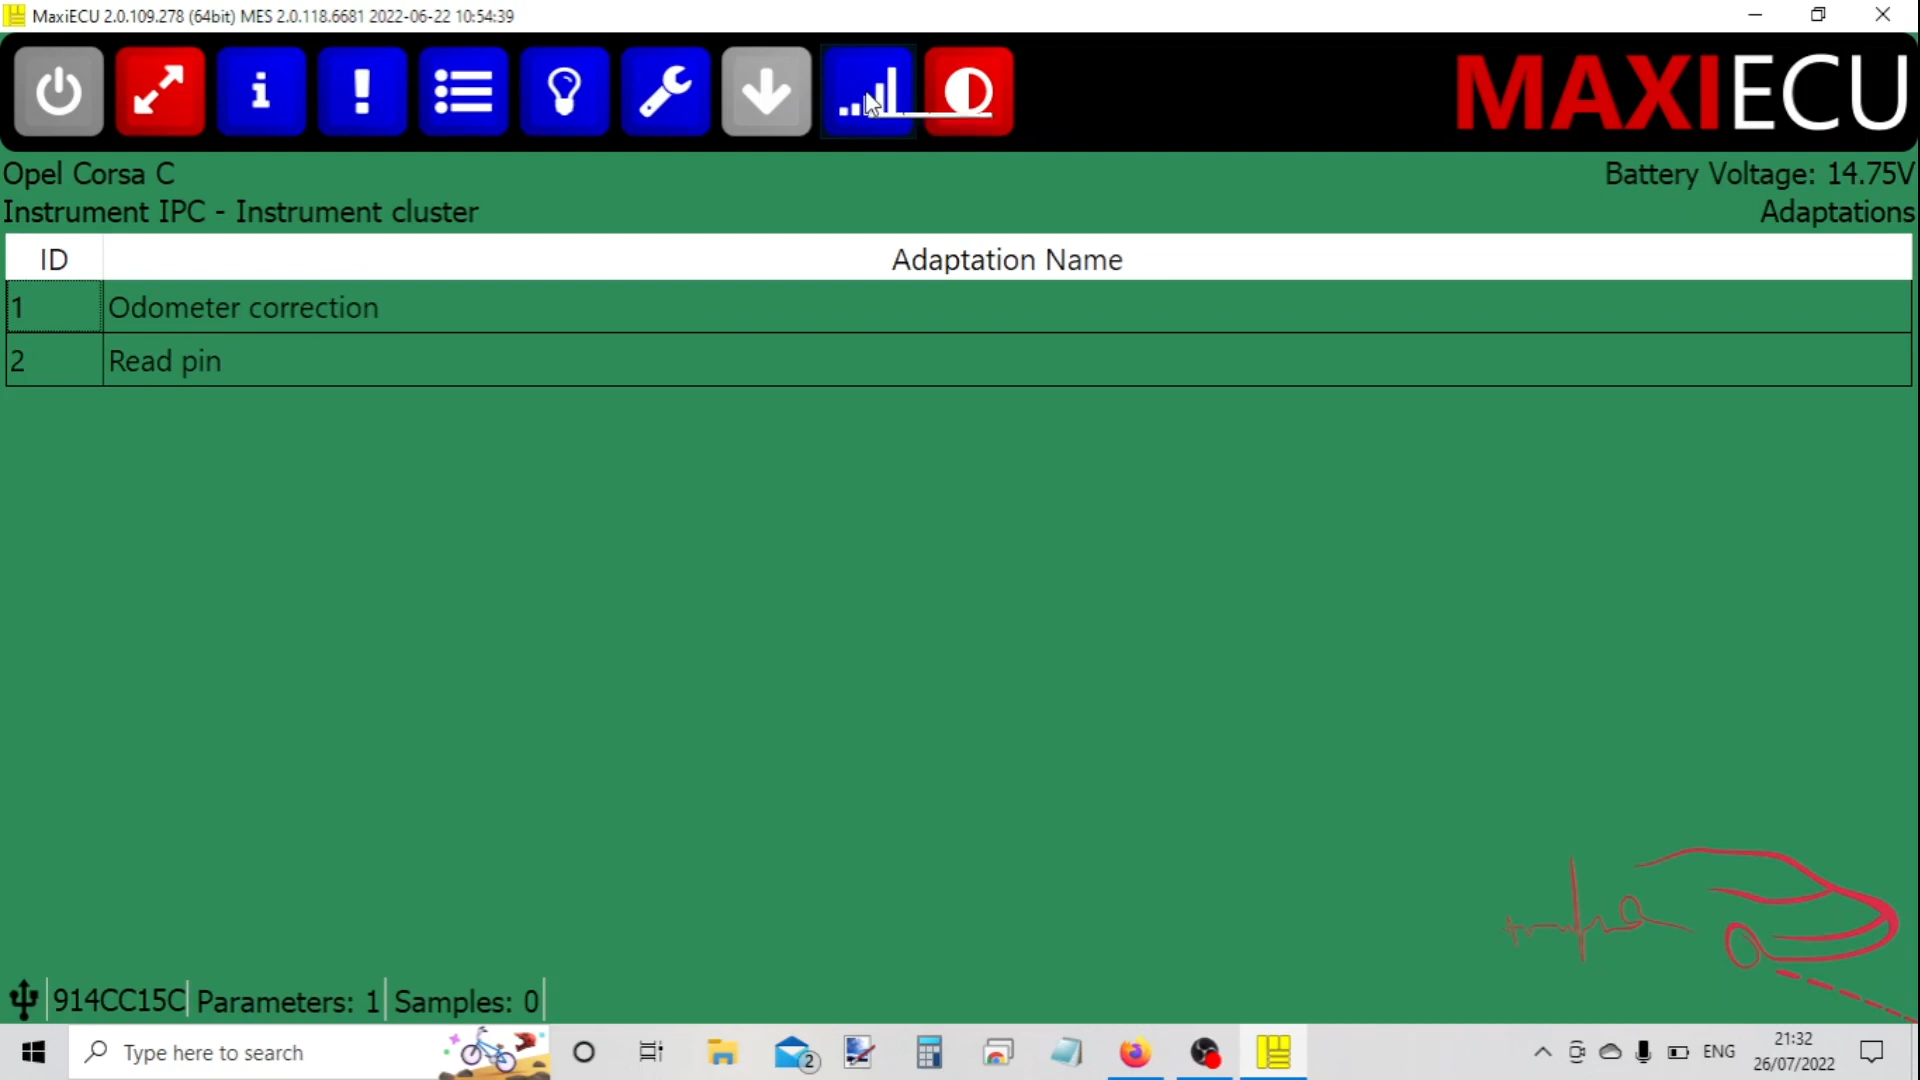 MaxiECU 2.0.109.278 (64bit) MES 2.0.118.6681 2022-06-22 10:54:39
MAXIECU
Opel Corsa C
Battery Voltage: 14.75V
Instrument IPC - Instrument cluster
Adaptations
ID Adaptation Name
1 Odometer correction
2 Read pin
914CC15C Parameters: 1 Samples: 0
Type here to search
2
ENG
21:32
26/07/2022